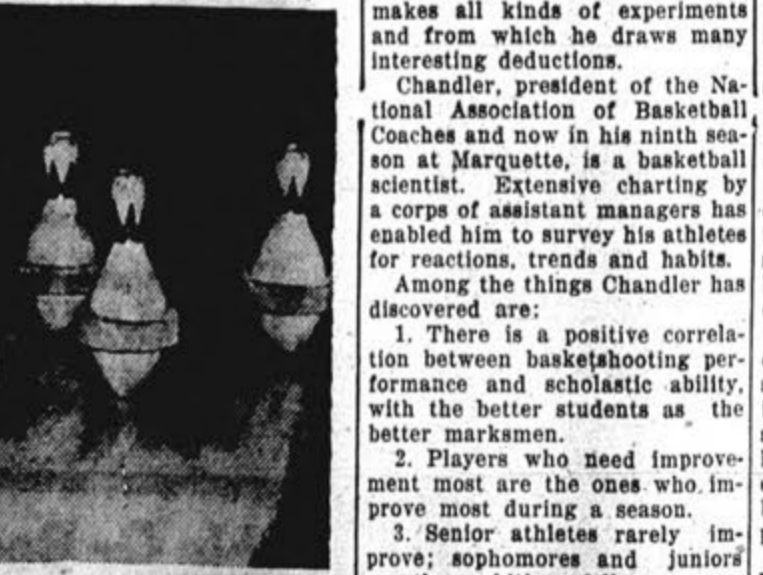 makes all kinds of experiments
and from which he draws many
interesting deductions.
Chandler, president of the Na-
tional Association of Basketball
Coaches and now in his ninth sea-
son at Marquette, is a basketball
scientist. Extensive charting by
a corps of assistant managers has
enabled him to survey his athletes
for reactions, trends and habits.
Among the things Chandler has
discovered are:
1. There is a positive correla-
tion between basketshooting per-
formance and scholastic ability,
with the better students as the
better marksmen.
2. Players who need improve-
ment most are the ones who im-
prove most during a season.
3. Senior athletes rarely im-
prove; sophomores and juniors